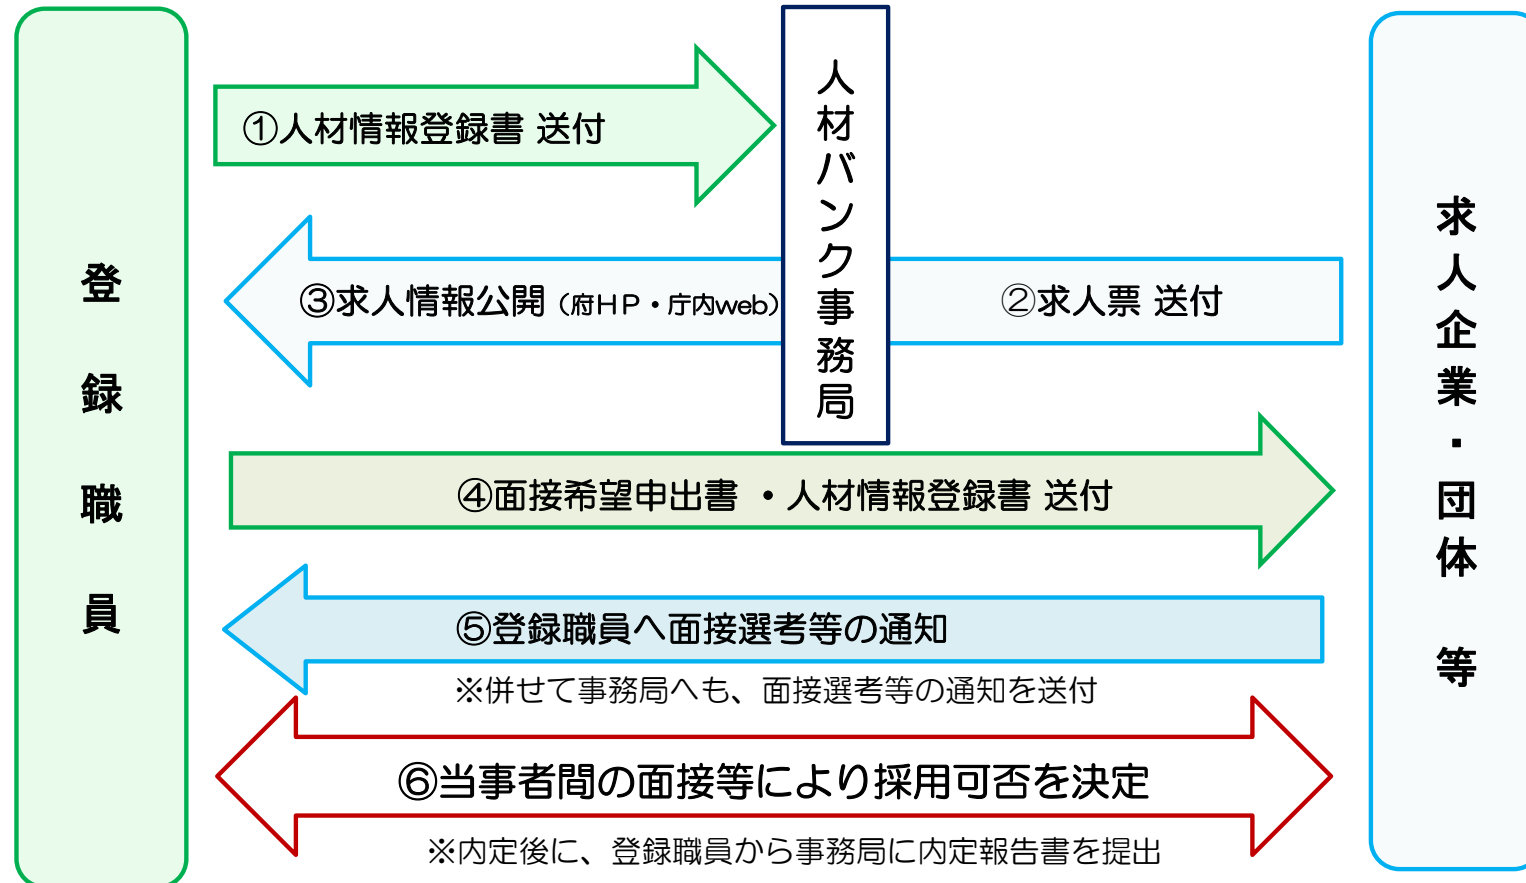 登録職員
①人材情報登録書 送付
人材バンク事務局
求人企業・団体 等
③求人情報公開（府ＨＰ・庁内web）
②求人票 送付
④面接希望申出書 ・人材情報登録書 送付
⑤登録職員へ面接選考等の通知
※併せて事務局へも、面接選考等の通知を送付
⑥当事者間の面接等により採用可否を決定
※内定後に、登録職員から事務局に内定報告書を提出